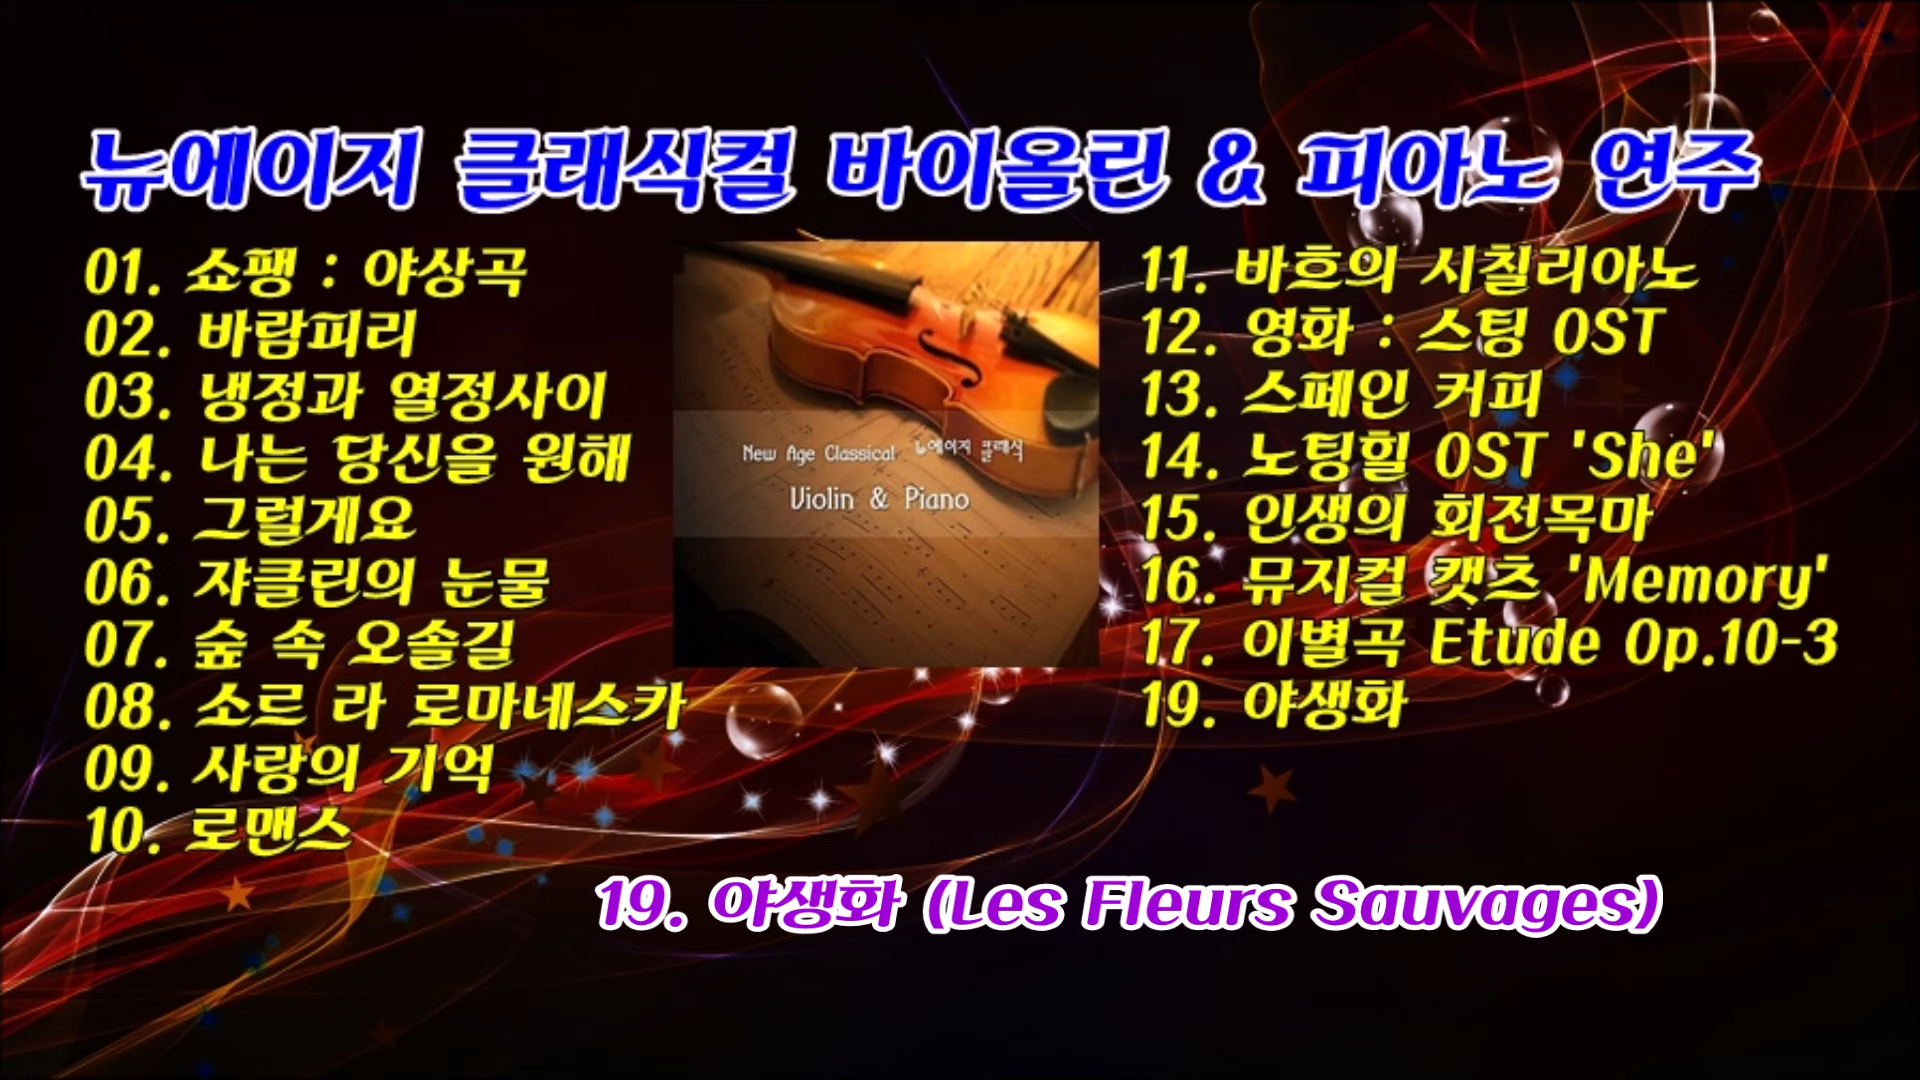 뉴에이지 클래식컬 바이올린 & 피아노 연주
01. 쇼팽 : 야상곡
02. 바람피리
03. 냉정과 열정사이
04. 나는 당신을 원해
05. 그럴게요
06. 쟈클린의 눈물
07. 숲 속 오솔길
08. 소르 라 로마네스카
09. 사랑의 기억
10. 로맨스
New Age Classical 뉴에이지 클래식
Violin & Piano
11. 바흐의 시칠리아노
12. 영화 : 스팅 OST
13. 스페인 커피
14. 노팅힐 OST 'She'
15. 인생의 회전목마
16. 뮤지컬 캣츠 'Memory'
17. 이별곡 Etude Op.10-3
19. 야생화
19. 야생화 (Les Fleurs Sauvages)